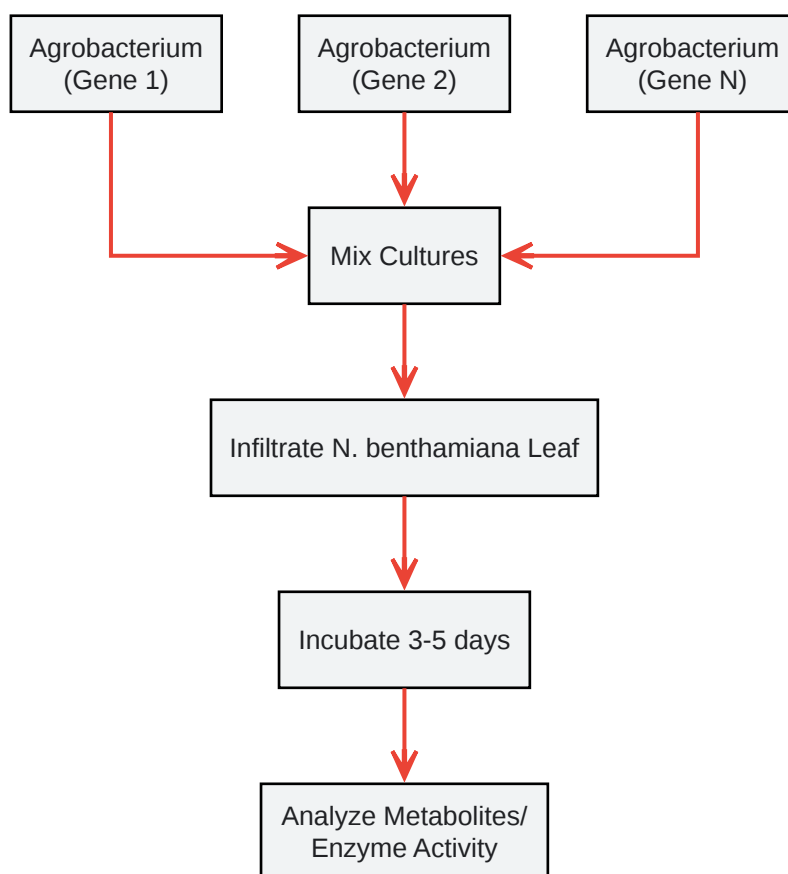 Agrobacterium
(Gene 1)
Agrobacterium
(Gene 2)
Agrobacterium
(Gene N)
Mix Cultures
Infiltrate N. benthamiana Leaf
Incubate 3-5 days
Analyze Metabolites/
Enzyme Activity